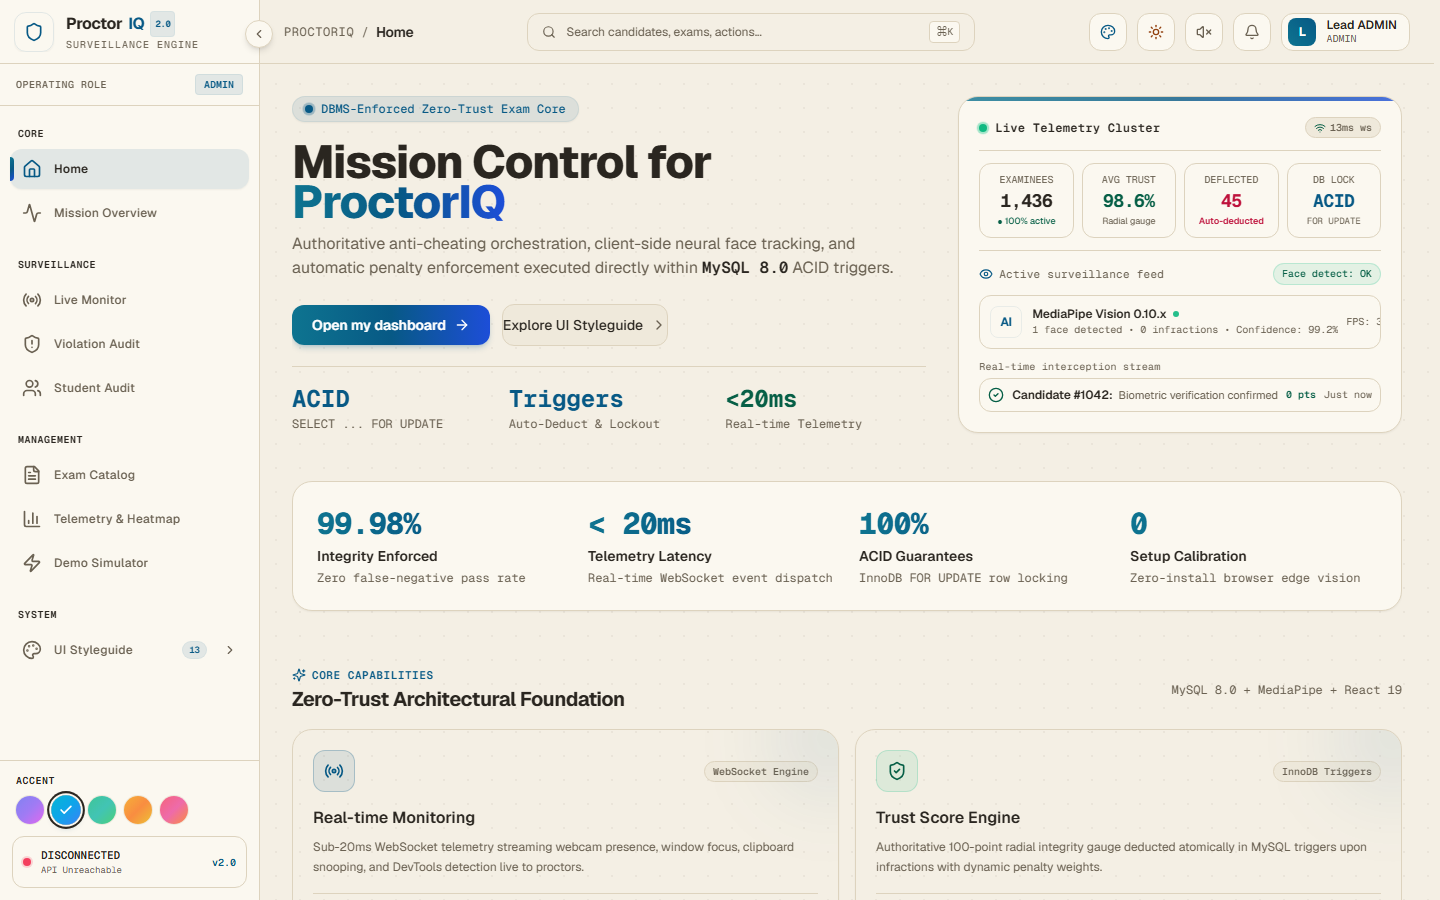 Proctor IQ 2.0
SURVEILLANCE ENGINE
OPERATING ROLE ADMIN
CORE
Home
Mission Overview
SURVEILLANCE
Live Monitor
Violation Audit
Student Audit
MANAGEMENT
Exam Catalog
Telemetry & Heatmap
Demo Simulator
SYSTEM
UI Styleguide 13
ACCENT
DISCONNECTED
API Unreachable
v2.0
PROCTORIQ / Home
Search candidates, exams, actions...
⌘K
L
Lead ADMIN
ADMIN
DBMS-Enforced Zero-Trust Exam Core
Mission Control for
ProctorIQ
Authoritative anti-cheating orchestration, client-side neural face tracking, and
automatic penalty enforcement executed directly within MySQL 8.0 ACID triggers.
Open my dashboard
Explore UI Styleguide
ACID
SELECT ... FOR UPDATE
Triggers
Auto-Deduct & Lockout
<20ms
Real-time Telemetry
Live Telemetry Cluster
13ms ws
EXAMINEES
1,436
• 100% active
AVG TRUST
98.6%
Radial gauge
DEFLECTED
45
Auto-deducted
DB LOCK
ACID
FOR UPDATE
Active surveillance feed
Face detect: OK
AI
MediaPipe Vision 0.10.x
1 face detected • 0 infractions • Confidence: 99.2%
FPS:
Real-time interception stream
Candidate #1042: Biometric verification confirmed 0 pts Just now
99.98%
Integrity Enforced
Zero false-negative pass rate
< 20ms
Telemetry Latency
Real-time WebSocket event dispatch
100%
ACID Guarantees
InnoDB FOR UPDATE row locking
0
Setup Calibration
Zero-install browser edge vision
CORE CAPABILITIES
Zero-Trust Architectural Foundation
MySQL 8.0 + MediaPipe + React 19
WebSocket Engine
Real-time Monitoring
Sub-20ms WebSocket telemetry streaming webcam presence, window focus, clipboard
snooping, and DevTools detection live to proctors.
InnoDB Triggers
Trust Score Engine
Authoritative 100-point radial integrity gauge deducted atomically in MySQL triggers upon
infractions with dynamic penalty weights.